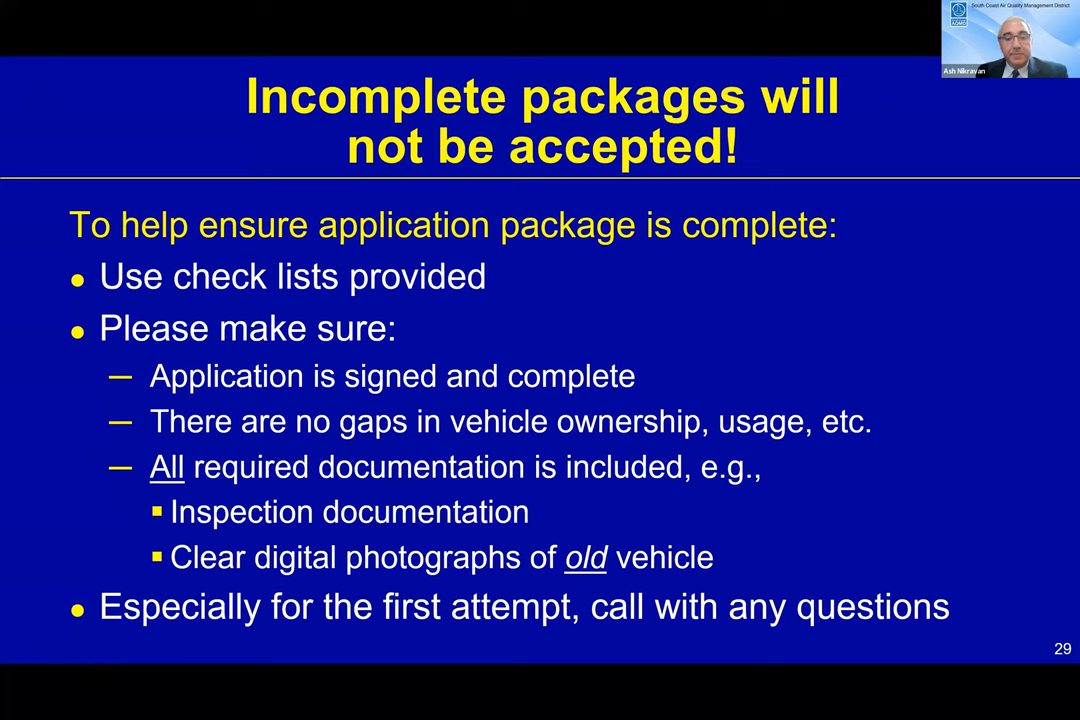 South Coast Air Quality Management District
AQMD
Ash Nikravan
Incomplete packages will
not be accepted!
To help ensure application package is complete:
● Use check lists provided
● Please make sure:
— Application is signed and complete
— There are no gaps in vehicle ownership, usage, etc.
— All required documentation is included, e.g.,
▪ Inspection documentation
▪ Clear digital photographs of old vehicle
● Especially for the first attempt, call with any questions
29